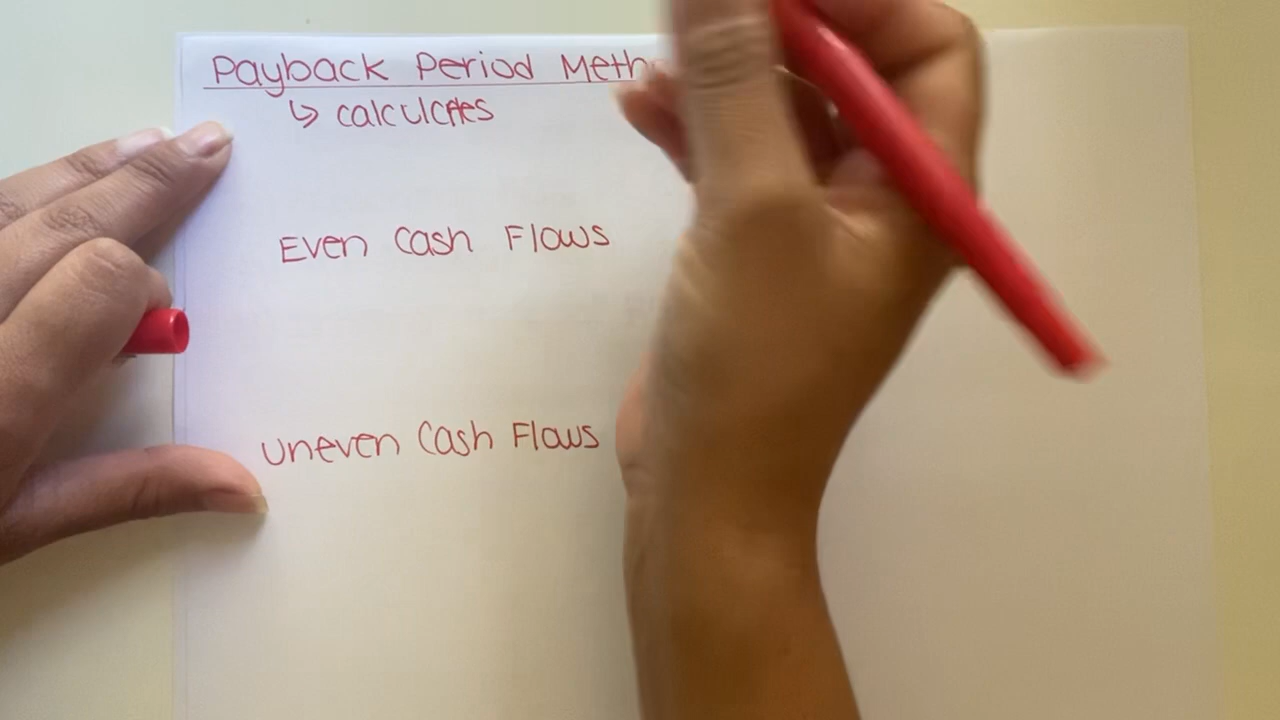 Payback Period Meth
↳ calculates
Even Cash Flows
Uneven Cash Flows